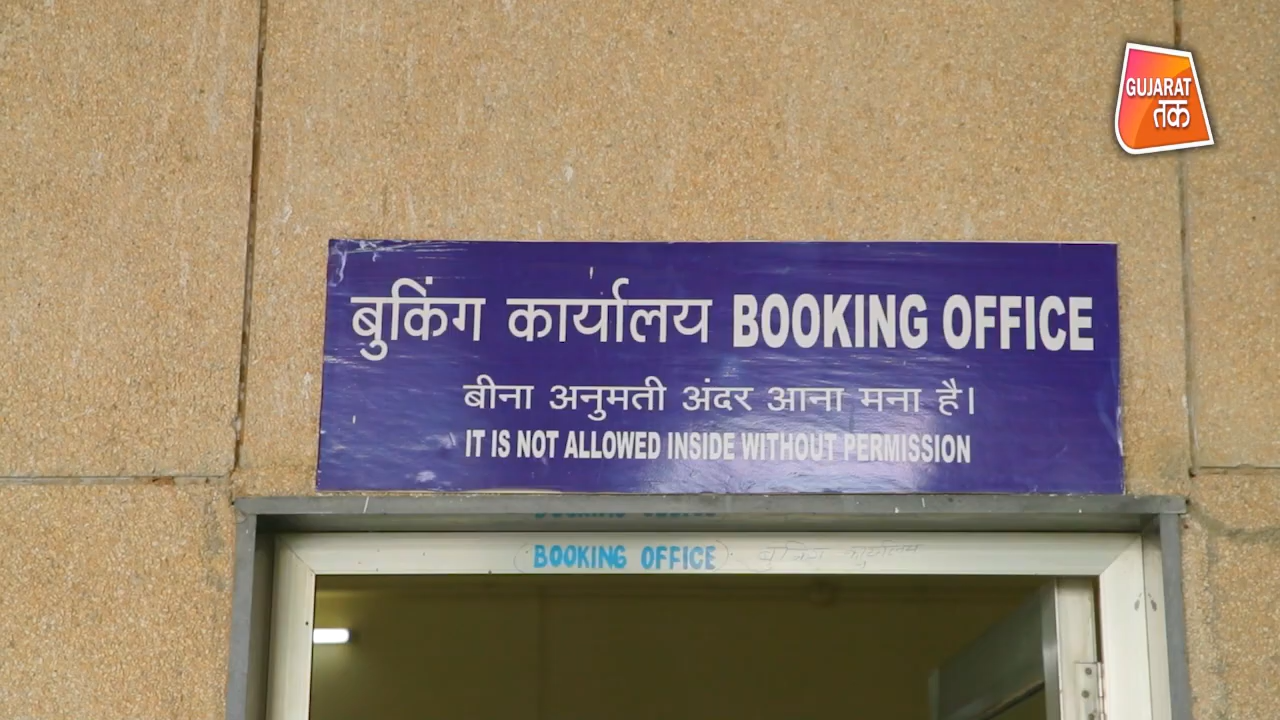 GUJARAT
तक
बुकिंग कार्यालय BOOKING OFFICE
बीना अनुमती अंदर आना मना है।
IT IS NOT ALLOWED INSIDE WITHOUT PERMISSION
BOOKING OFFICE